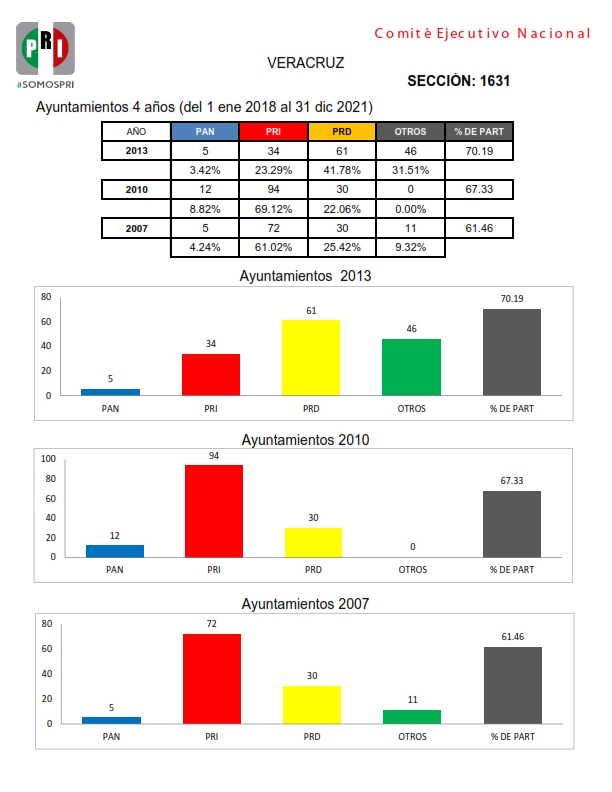 Comité Ejecutivo Nacional
PRI
#SOMOSPRI
VERACRUZ
SECCIÓN: 1631
Ayuntamientos 4 años (del 1 ene 2018 al 31 dic 2021)
AÑO PAN PRI PRD OTROS % DE PART
2013 5 34 61 46 70.19
3.42% 23.29% 41.78% 31.51%
2010 12 94 30 0 67.33
8.82% 69.12% 22.06% 0.00%
2007 5 72 30 11 61.46
4.24% 61.02% 25.42% 9.32%
Ayuntamientos 2013
80
60
40
20
0
5 34 61 46 70.19
PAN PRI PRD OTROS % DE PART
Ayuntamientos 2010
100
80
60
40
20
0
12 94 30 0 67.33
PAN PRI PRD OTROS % DE PART
Ayuntamientos 2007
80
60
40
20
0
5 72 30 11 61.46
PAN PRI PRD OTROS % DE PART